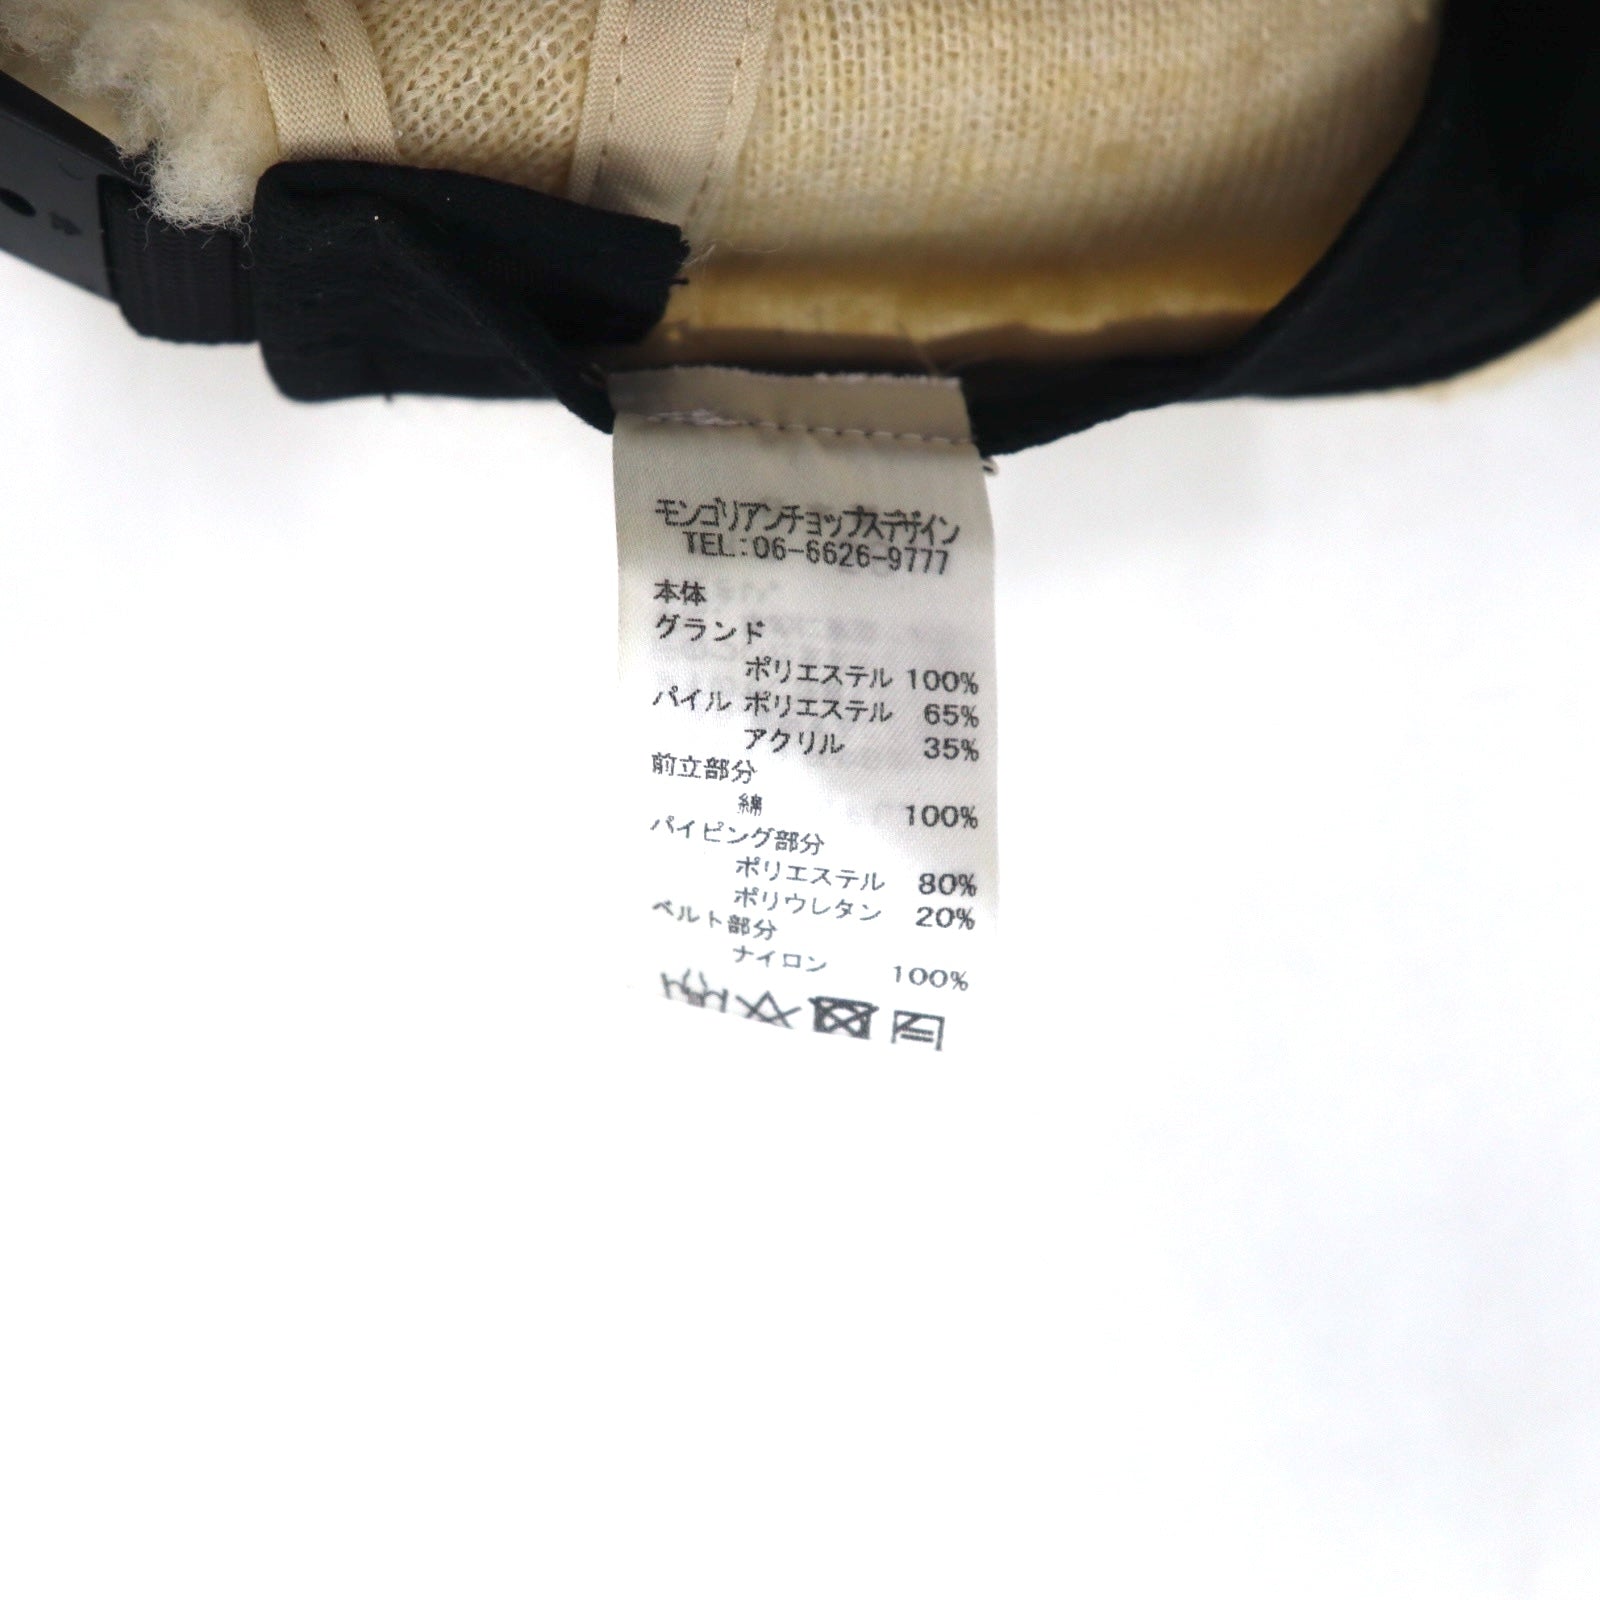 モンゴリアンチョップスデザイン
TEL:06-6626-9777
本体
グランド
ポリエステル 100%
パイル ポリエステル 65%
アクリル 35%
前立部分
綿 100%
パイピング部分
ポリエステル 80%
ポリウレタン 20%
ベルト部分
ナイロン 100%